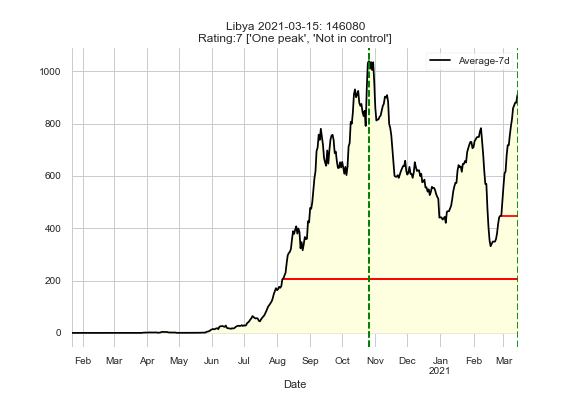 Libya 2021-03-15: 146080
Rating:7 ['One peak', 'Not in control']
Average-7d
1000
800
600
400
200
0
Feb Mar Apr May Jun Jul Aug Sep Oct Nov Dec Jan Feb Mar
2021
Date